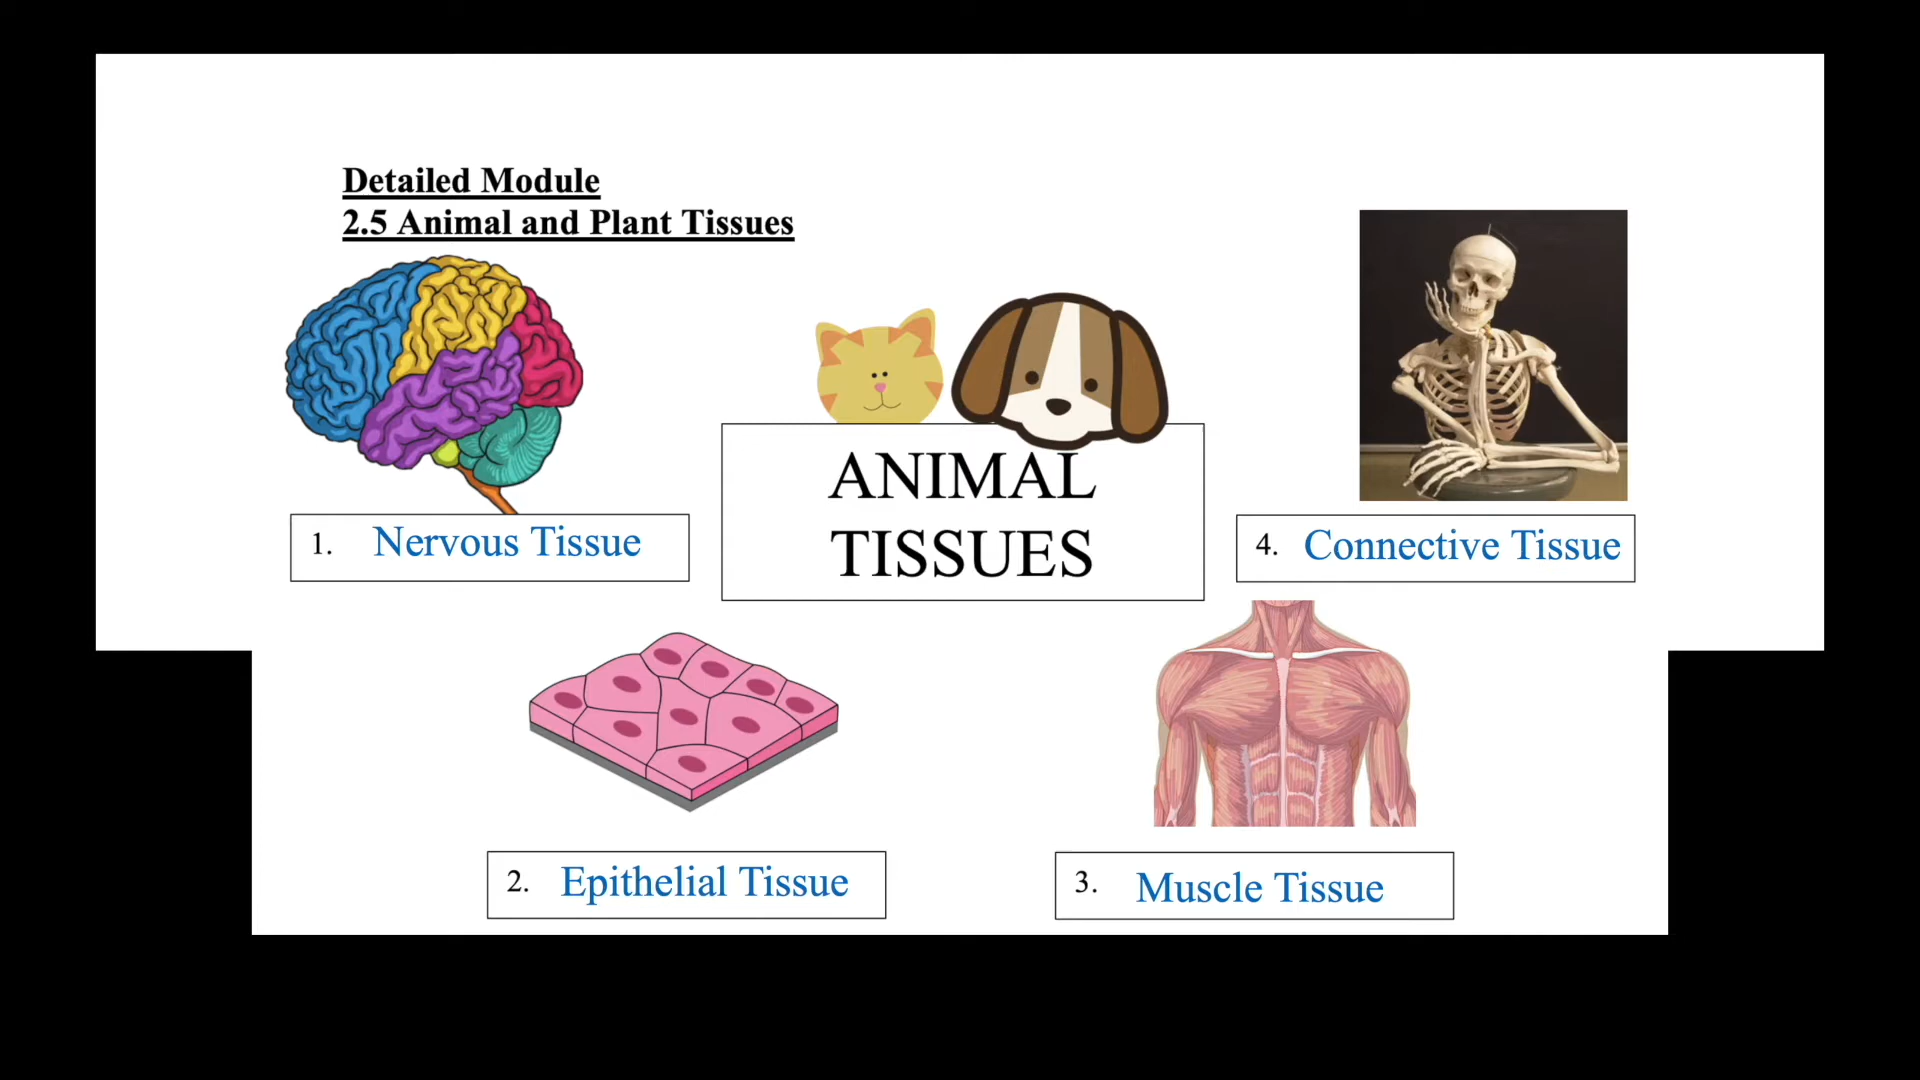 Detailed Module
2.5 Animal and Plant Tissues
ANIMAL
TISSUES
1. Nervous Tissue
4. Connective Tissue
2. Epithelial Tissue
3. Muscle Tissue